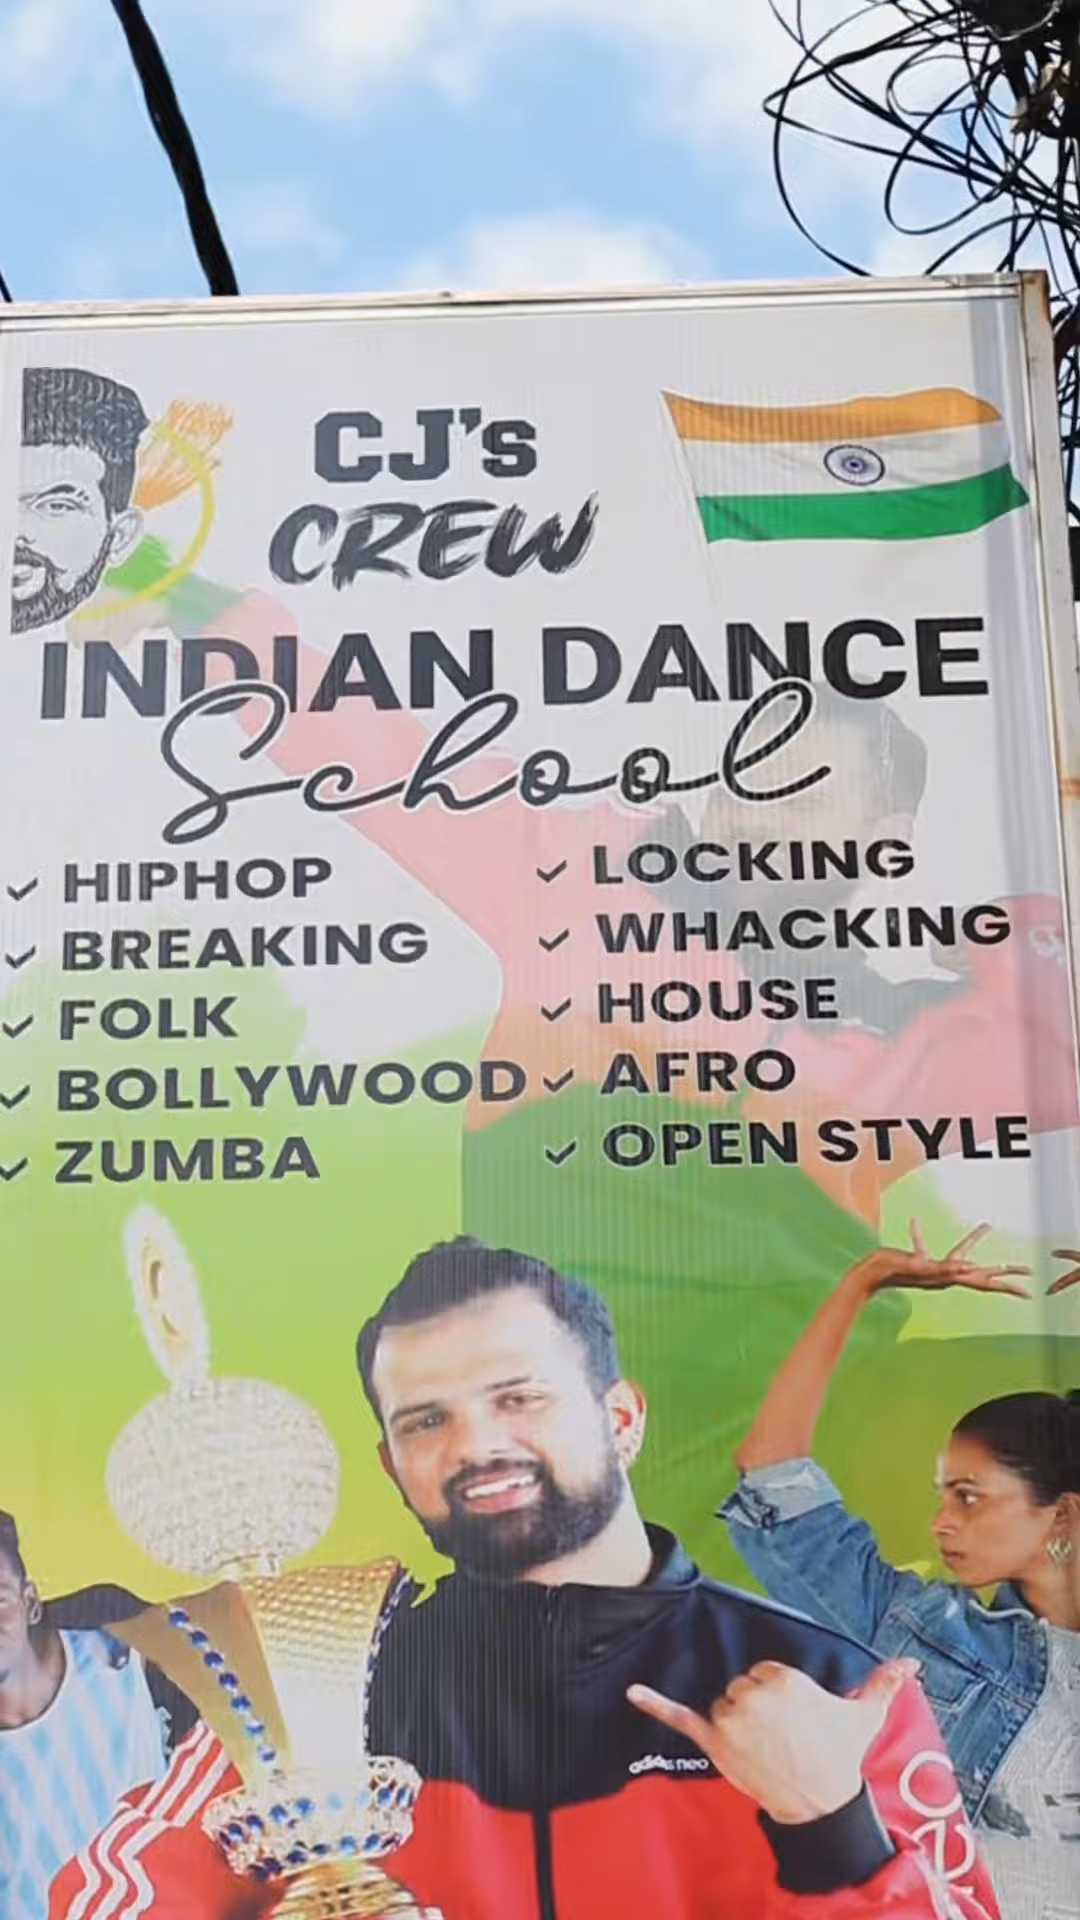 CJ's
CREW
INDIAN DANCE
School
HIPHOP
BREAKING
FOLK
BOLLYWOOD
ZUMBA
LOCKING
WHACKING
HOUSE
AFRO
OPEN STYLE
adidas neo